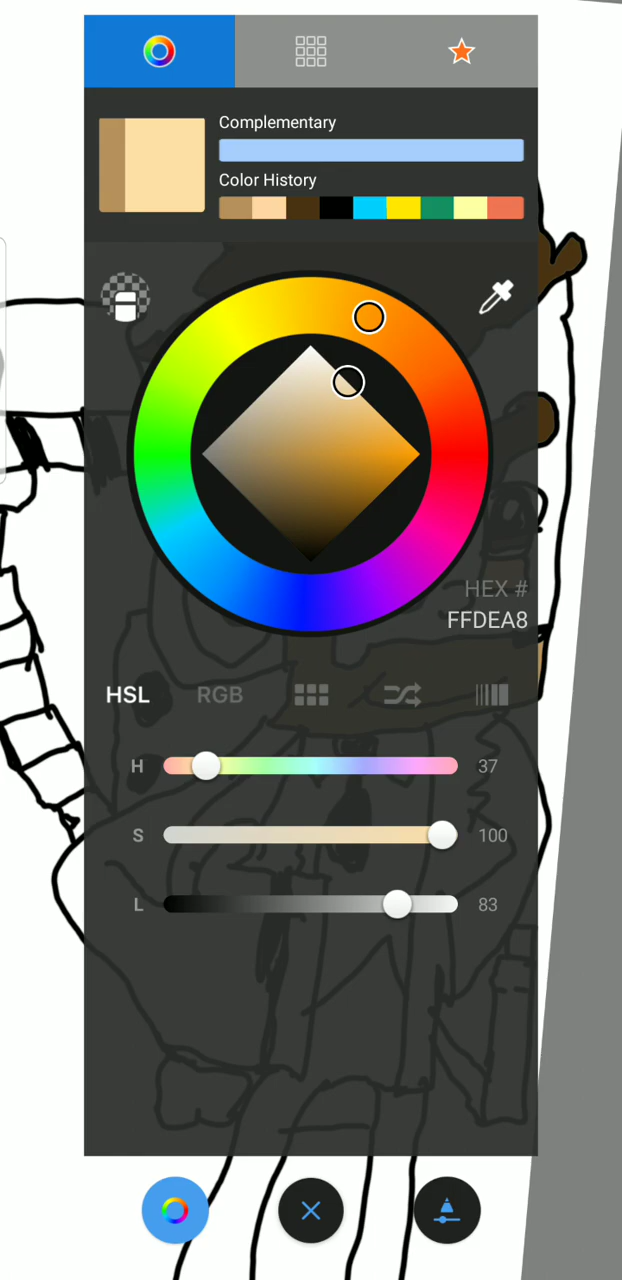 Complementary
Color History
HEX #
FFDEA8
HSL RGB
H 37
S 100
L 83